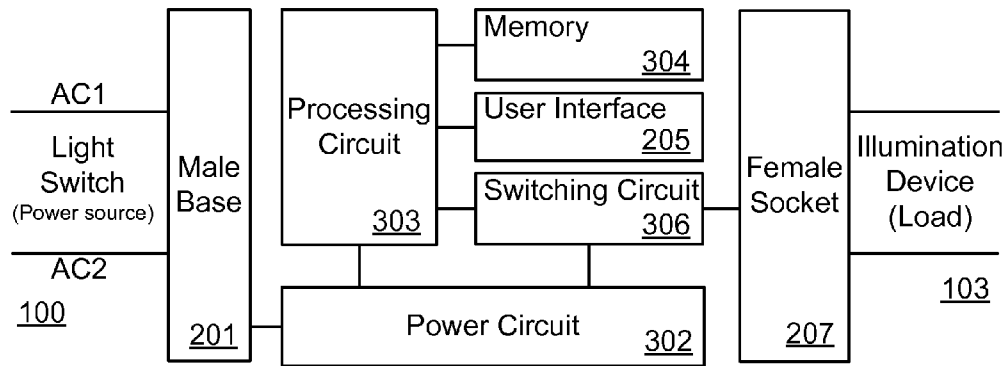 AC1
Light
Switch
(Power source)
AC2
100
Male
Base
201
Processing
Circuit
303
Memory
304
User Interface
205
Switching Circuit
306
Power Circuit
302
Female
Socket
207
Illumination
Device
(Load)
103